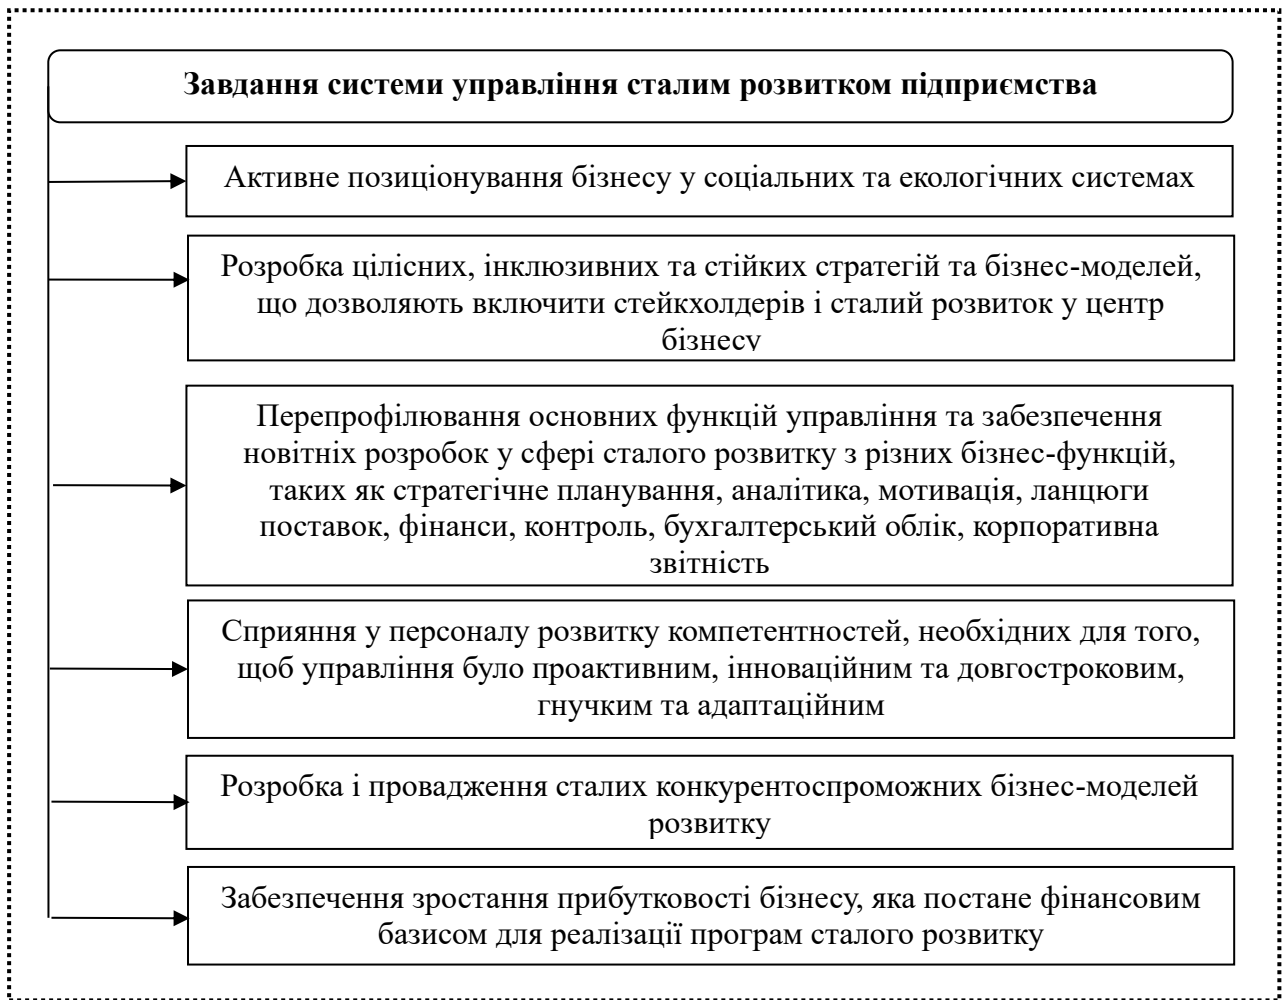 Завдання системи управління сталим розвитком підприємства
Активне позиціонування бізнесу у соціальних та екологічних системах
Розробка цілісних, інклюзивних та стійких стратегій та бізнес-моделей,
що дозволяють включити стейкхолдерів і сталий розвиток у центр
бізнесу
Перепрофілювання основних функцій управління та забезпечення
новітніх розробок у сфері сталого розвитку з різних бізнес-функцій,
таких як стратегічне планування, аналітика, мотивація, ланцюги
поставок, фінанси, контроль, бухгалтерський облік, корпоративна
звітність
Сприяння у персоналу розвитку компетентностей, необхідних для того,
щоб управління було проактивним, інноваційним та довгостроковим,
гнучким та адаптаційним
Розробка і провадження сталих конкурентоспроможних бізнес-моделей
розвитку
Забезпечення зростання прибутковості бізнесу, яка постане фінансовим
базисом для реалізації програм сталого розвитку